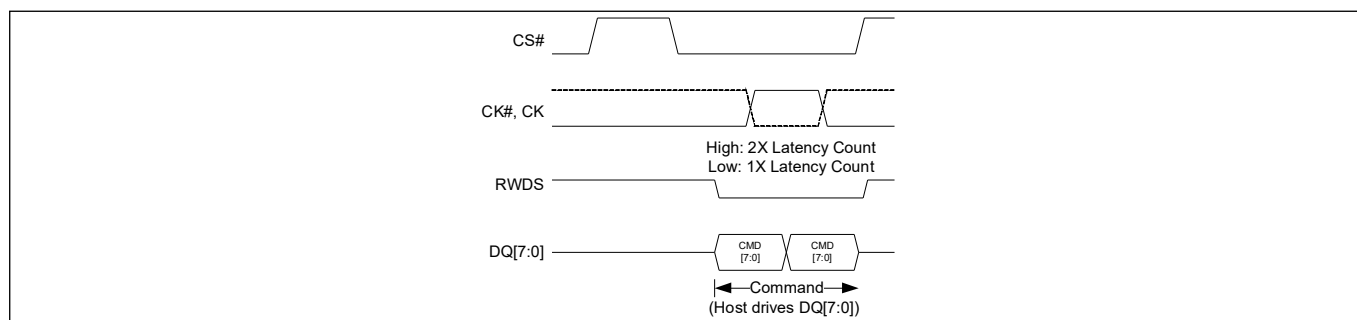 CS#
CK#, CK
High: 2X Latency Count
Low: 1X Latency Count
RWDS
DQ[7:0]
CMD
[7:0]
CMD
[7:0]
Command
(Host drives DQ[7:0])